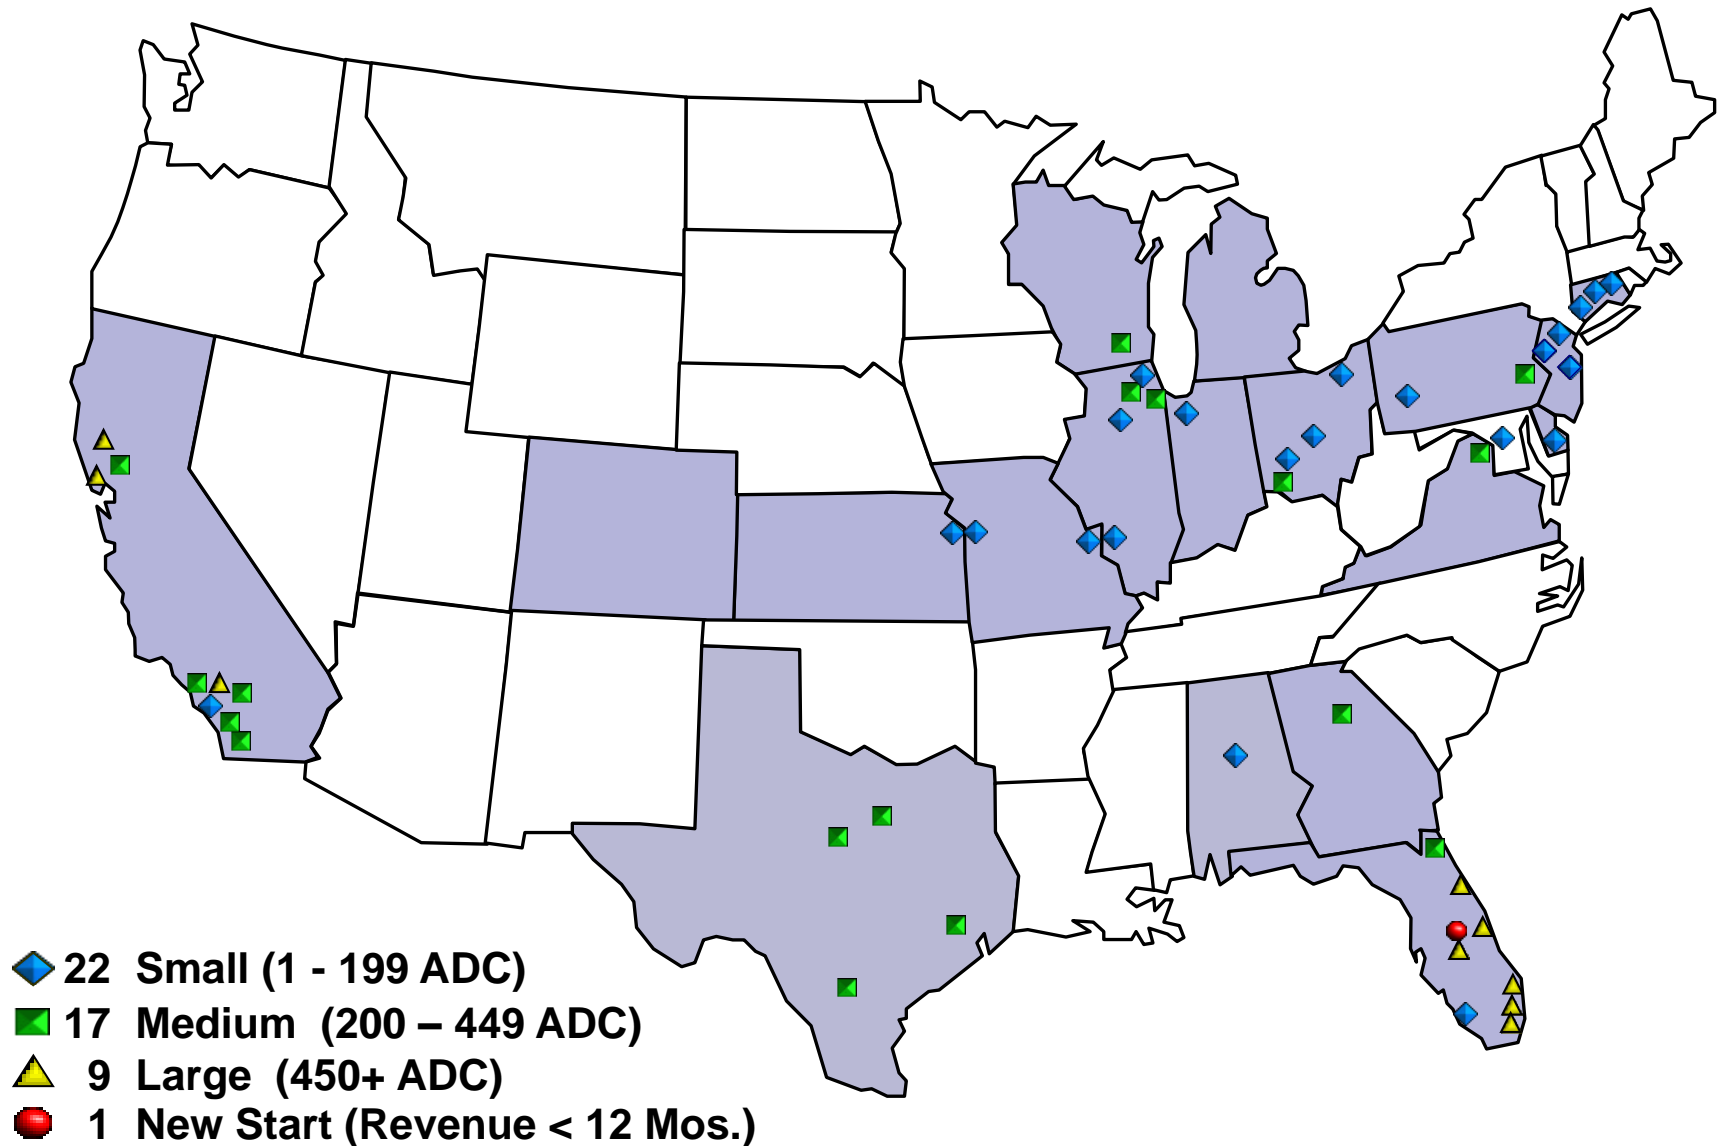 22 Small (1 - 199 ADC)
17 Medium (200 – 449 ADC)
9 Large (450+ ADC)
1 New Start (Revenue < 12 Mos.)